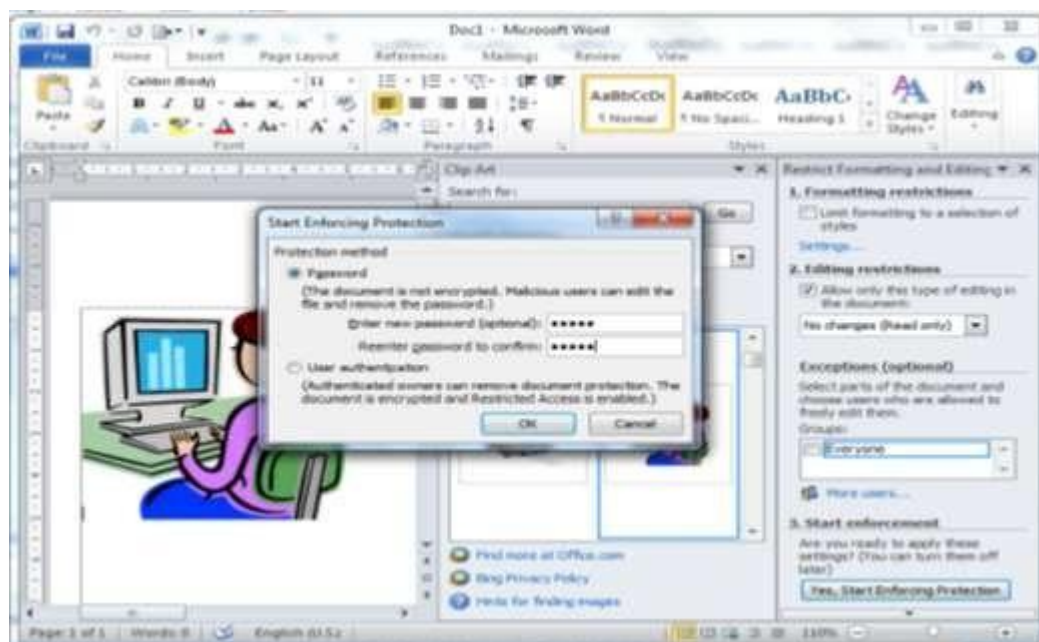 Doc1 - Microsoft Word
File Home Insert Page Layout References Mailings Review View
Paste
Calibri (Body) 11
B I U abc x, x'
Aa A A
AaBbCcDc AaBbCcDc AaBbC
¶ Normal ¶ No Spaci... Heading 1
Change Styles
Editing
Clipboard Font Paragraph Styles
Clip Art
Search for:
Go
Start Enforcing Protection
Protection method
Password
(The document is not encrypted. Malicious users can edit the
file and remove the password.)
Enter new password (optional): •••••
Reenter password to confirm: •••••
User authentication
(Authenticated owners can remove document protection. The
document is encrypted and Restricted Access is enabled.)
OK Cancel
Find more at Office.com
Bing Privacy Policy
Hints for finding images
Restrict Formatting and Editing
1. Formatting restrictions
Limit formatting to a selection of
styles
Settings...
2. Editing restrictions
Allow only this type of editing in
the document:
No changes (Read only)
Exceptions (optional)
Select parts of the document and
choose users who are allowed to
freely edit them.
Groups:
Everyone
More users...
3. Start enforcement
Are you ready to apply these
settings? (You can turn them off
later)
Yes, Start Enforcing Protection
Page: 1 of 1 Words: 0 English (U.S.) 110%